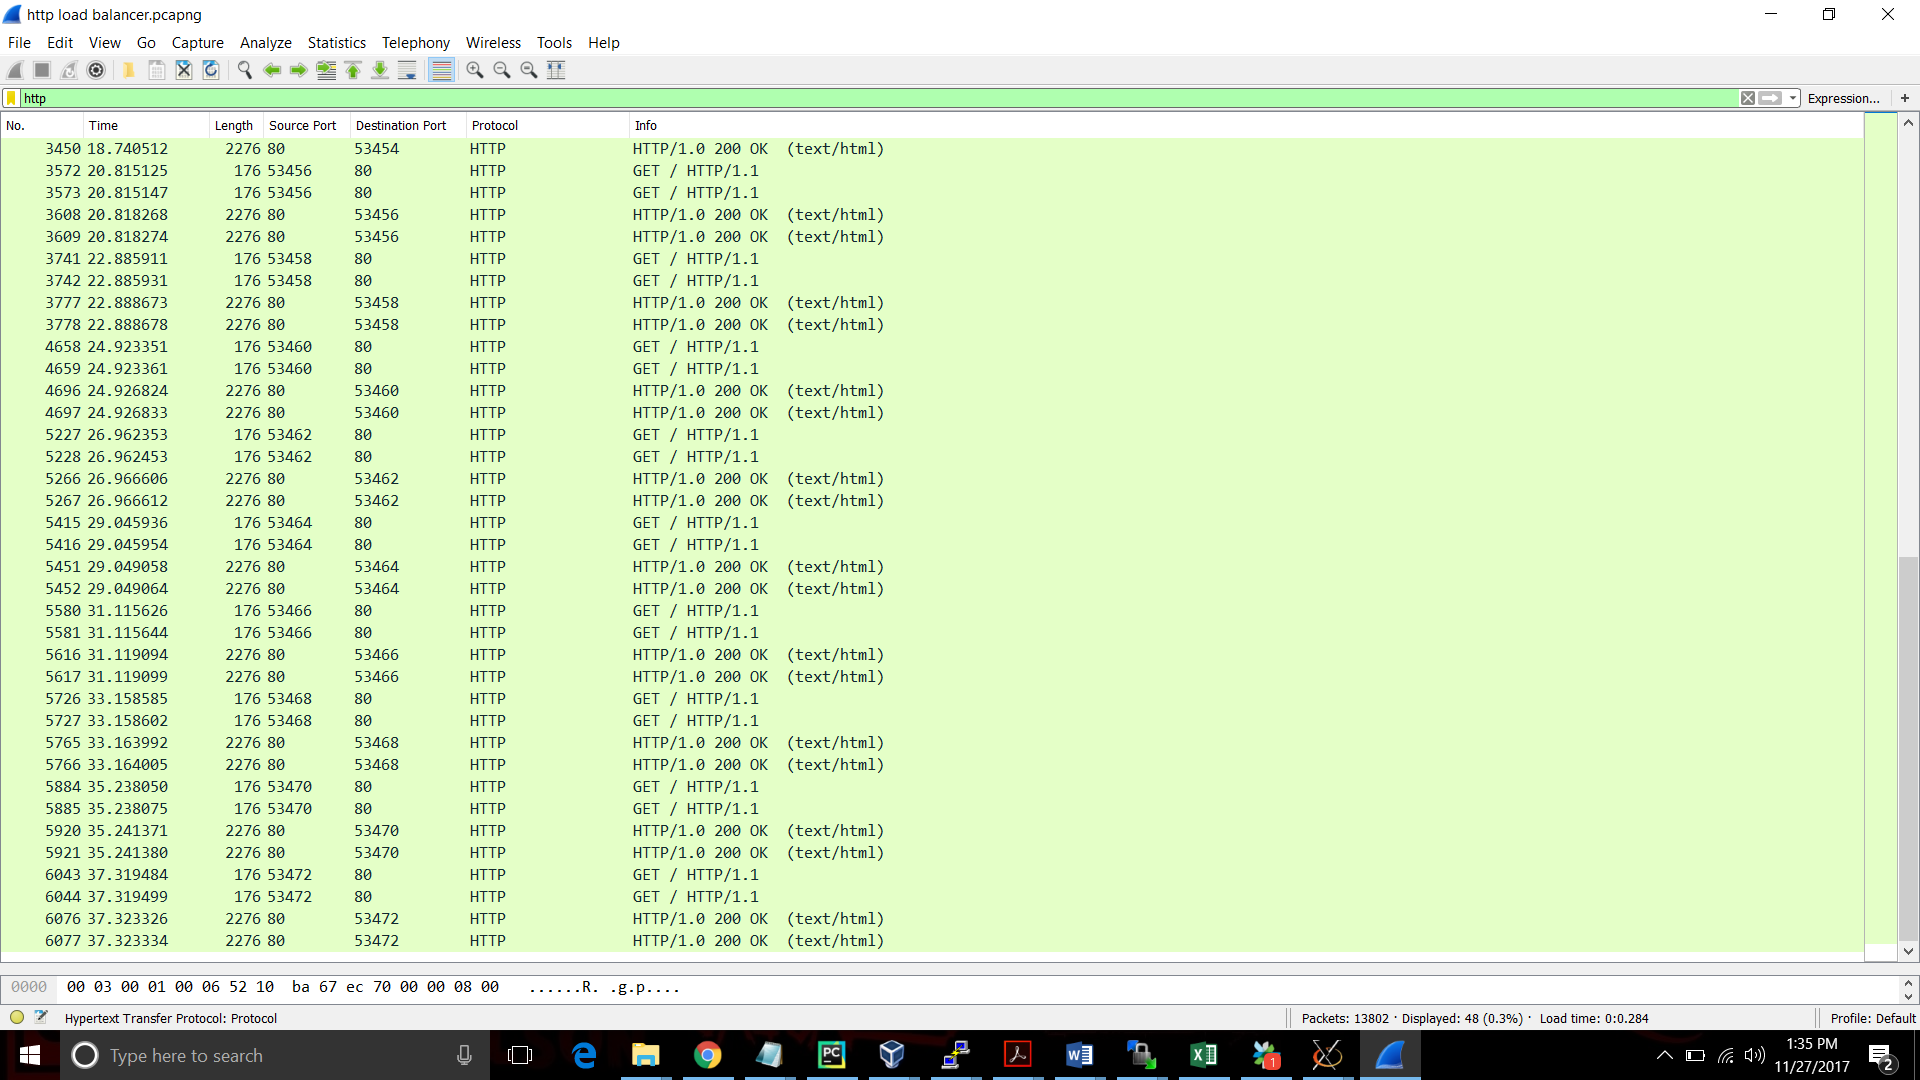 http load balancer.pcapng
File Edit View Go Capture Analyze Statistics Telephony Wireless Tools Help
http Expression... +
No. Time Length Source Port Destination Port Protocol Info
3450 18.740512 2276 80 53454 HTTP HTTP/1.0 200 OK (text/html)
3572 20.815125 176 53456 80 HTTP GET / HTTP/1.1
3573 20.815147 176 53456 80 HTTP GET / HTTP/1.1
3608 20.818268 2276 80 53456 HTTP HTTP/1.0 200 OK (text/html)
3609 20.818274 2276 80 53456 HTTP HTTP/1.0 200 OK (text/html)
3741 22.885911 176 53458 80 HTTP GET / HTTP/1.1
3742 22.885931 176 53458 80 HTTP GET / HTTP/1.1
3777 22.888673 2276 80 53458 HTTP HTTP/1.0 200 OK (text/html)
3778 22.888678 2276 80 53458 HTTP HTTP/1.0 200 OK (text/html)
4658 24.923351 176 53460 80 HTTP GET / HTTP/1.1
4659 24.923361 176 53460 80 HTTP GET / HTTP/1.1
4696 24.926824 2276 80 53460 HTTP HTTP/1.0 200 OK (text/html)
4697 24.926833 2276 80 53460 HTTP HTTP/1.0 200 OK (text/html)
5227 26.962353 176 53462 80 HTTP GET / HTTP/1.1
5228 26.962453 176 53462 80 HTTP GET / HTTP/1.1
5266 26.966606 2276 80 53462 HTTP HTTP/1.0 200 OK (text/html)
5267 26.966612 2276 80 53462 HTTP HTTP/1.0 200 OK (text/html)
5415 29.045936 176 53464 80 HTTP GET / HTTP/1.1
5416 29.045954 176 53464 80 HTTP GET / HTTP/1.1
5451 29.049058 2276 80 53464 HTTP HTTP/1.0 200 OK (text/html)
5452 29.049064 2276 80 53464 HTTP HTTP/1.0 200 OK (text/html)
5580 31.115626 176 53466 80 HTTP GET / HTTP/1.1
5581 31.115644 176 53466 80 HTTP GET / HTTP/1.1
5616 31.119094 2276 80 53466 HTTP HTTP/1.0 200 OK (text/html)
5617 31.119099 2276 80 53466 HTTP HTTP/1.0 200 OK (text/html)
5726 33.158585 176 53468 80 HTTP GET / HTTP/1.1
5727 33.158602 176 53468 80 HTTP GET / HTTP/1.1
5765 33.163992 2276 80 53468 HTTP HTTP/1.0 200 OK (text/html)
5766 33.164005 2276 80 53468 HTTP HTTP/1.0 200 OK (text/html)
5884 35.238050 176 53470 80 HTTP GET / HTTP/1.1
5885 35.238075 176 53470 80 HTTP GET / HTTP/1.1
5920 35.241371 2276 80 53470 HTTP HTTP/1.0 200 OK (text/html)
5921 35.241380 2276 80 53470 HTTP HTTP/1.0 200 OK (text/html)
6043 37.319484 176 53472 80 HTTP GET / HTTP/1.1
6044 37.319499 176 53472 80 HTTP GET / HTTP/1.1
6076 37.323326 2276 80 53472 HTTP HTTP/1.0 200 OK (text/html)
6077 37.323334 2276 80 53472 HTTP HTTP/1.0 200 OK (text/html)
0000 00 03 00 01 00 06 52 10 ba 67 ec 70 00 00 08 00 ......R. .g.p....
Hypertext Transfer Protocol: Protocol Packets: 13802 · Displayed: 48 (0.3%) · Load time: 0:0.284 Profile: Default
Type here to search
PC
1
1:35 PM
11/27/2017
2